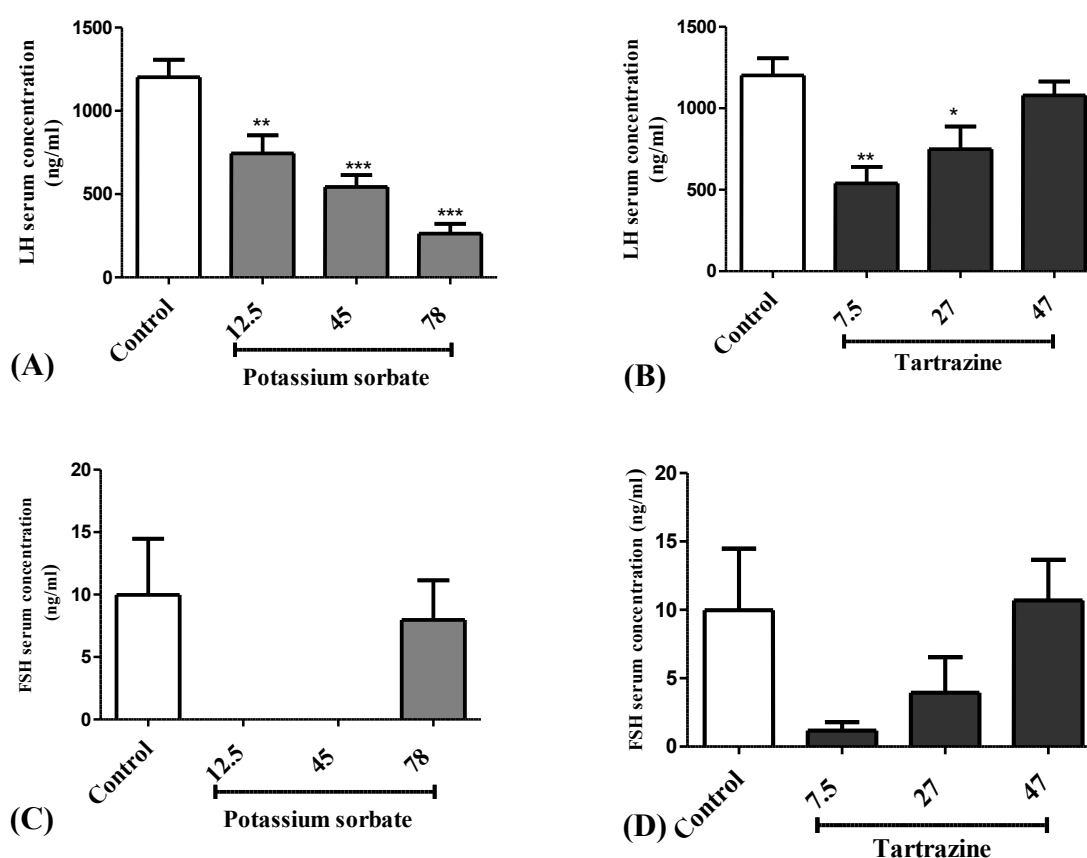 LH serum concentration
(ng/ml)
1500
1000
500
0
**
***
***
Control
12.5
45
78
Potassium sorbate
(A)
LH serum concentration
(ng/ml)
1500
1000
500
0
**
*
Control
7.5
27
47
Tartrazine
(B)
FSH serum concentration
(ng/ml)
20
15
10
5
0
Control
12.5
45
78
Potassium sorbate
(C)
FSH serum concentration (ng/ml)
20
15
10
5
0
Control
7.5
27
47
Tartrazine
(D)